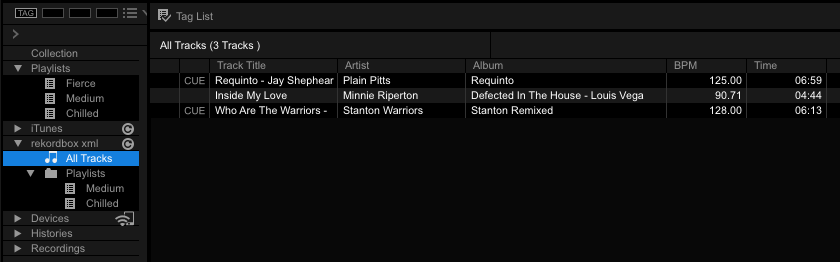 TAG
Tag List
Collection
Playlists
Fierce
Medium
Chilled
iTunes
rekordbox xml
All Tracks
Playlists
Medium
Chilled
Devices
Histories
Recordings
All Tracks (3 Tracks )
Track Title Artist Album BPM Time
CUE Requinto - Jay Shephear Plain Pitts Requinto 125.00 06:59
Inside My Love Minnie Riperton Defected In The House - Louis Vega 90.71 04:44
CUE Who Are The Warriors - Stanton Warriors Stanton Remixed 128.00 06:13